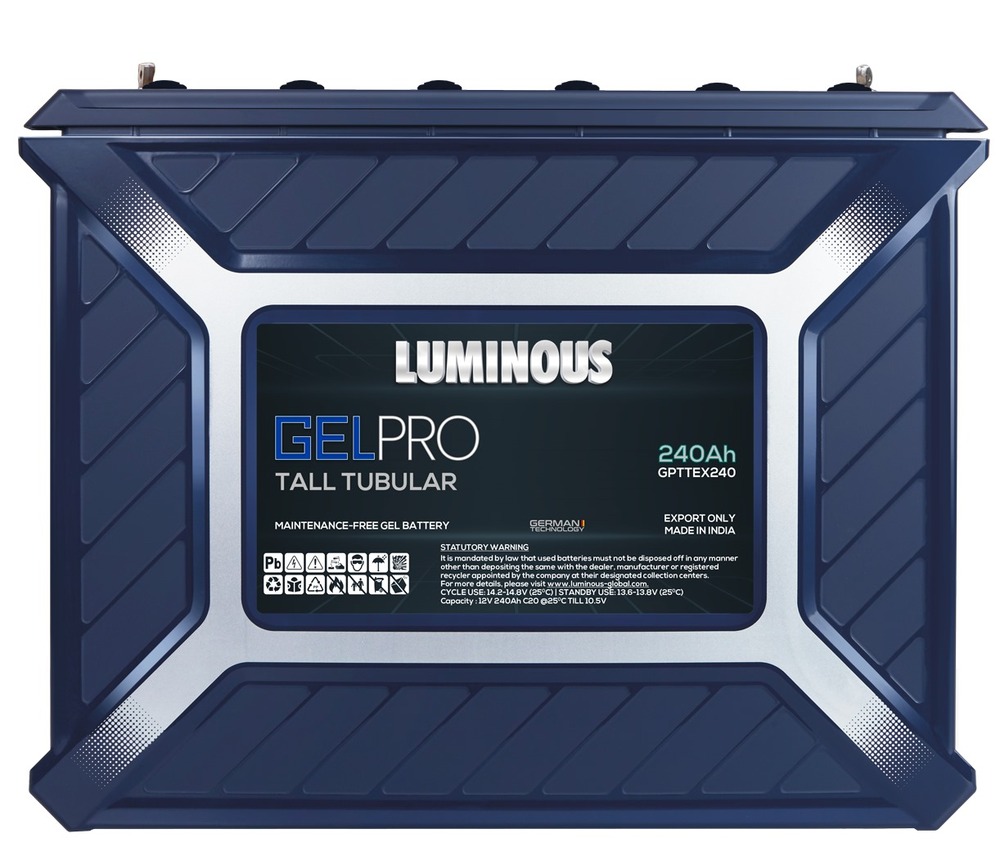 LUMINOUS
GELPRO
TALL TUBULAR
240Ah
GPTTEX240
MAINTENANCE-FREE GEL BATTERY
GERMAN
TECHNOLOGY
EXPORT ONLY
MADE IN INDIA
Pb
STATUTORY WARNING
It is mandated by law that used batteries must not be disposed off in any manner
other than depositing the same with the dealer, manufacturer or registered
recycler appointed by the company at their designated collection centers.
For more details, please visit www.luminous-global.com.
CYCLE USE: 14.2-14.8V (25°C) | STANDBY USE: 13.6-13.8V (25°C)
Capacity : 12V 240Ah C20 @25°C TILL 10.5V